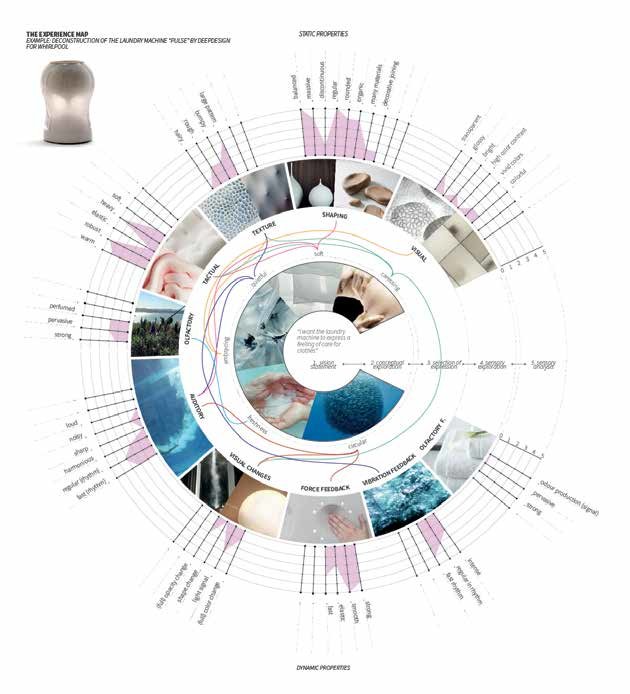 THE EXPERIENCE MAP
EXAMPLE: DECONSTRUCTION OF THE LAUNDRY MACHINE "PULSE" BY DEEPDESIGN
FOR WHIRLPOOL
STATIC PROPERTIES
balanced
massive
discontinuous
regular
rounded
organic
many materials
decorative joining
transparent
glossy
bright
high color contrast
vivid colors
colorful
0 1 2 3 4 5
large pattern
bumpy
rough
hairy
soft
heavy
elastic
robust
warm
perfumed
pervasive
strong
loud
noisy
sharp
harmonious
regular (rhythm)
fast (rhythm)
TEXTURE
SHAPING
VISUAL
TACTUAL
OLFACTORY
AUDITORY
VISUAL CHANGES
FORCE FEEDBACK
VIBRATION FEEDBACK
OLFACTORY F.
soft
caressing
embracing
freshness
circular
"I want the laundry
machine to express a
feeling of care for
clothes"
1. vision
statement
2. conceptual
exploration
3. selection of
expression
4. sensory
exploration
5. sensory
analysis
0 1 2 3 4 5
odour production (signal)
pervasive
strong
intense
regular in rhythm
fast rhythm
strong
smooth
elastic
fast
(full) color change
light signal
shape change
(full) opacity change
DYNAMIC PROPERTIES